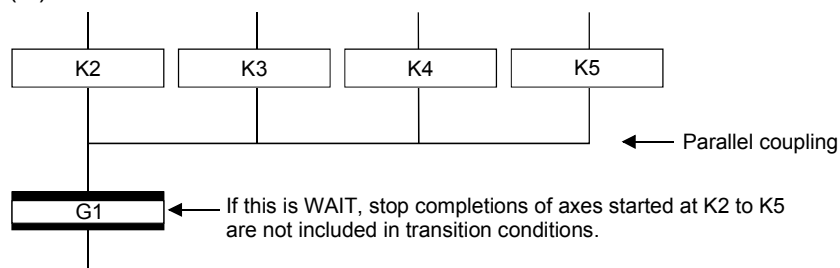 K2 K3 K4 K5
Parallel coupling
G1
If this is WAIT, stop completions of axes started at K2 to K5
are not included in transition conditions.